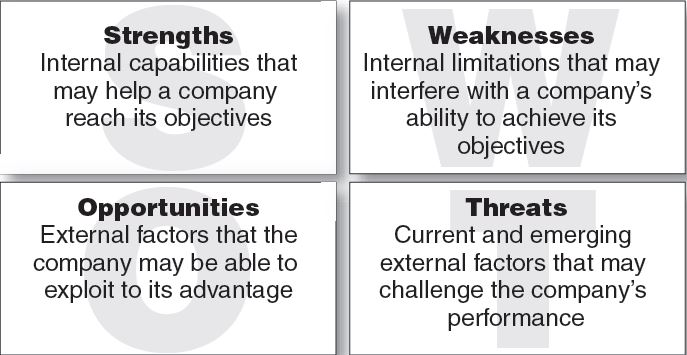 Strengths
Internal capabilities that
may help a company
reach its objectives
Weaknesses
Internal limitations that may
interfere with a company's
ability to achieve its
objectives
Opportunities
External factors that the
company may be able to
exploit to its advantage
Threats
Current and emerging
external factors that may
challenge the company's
performance
S
W
O
T